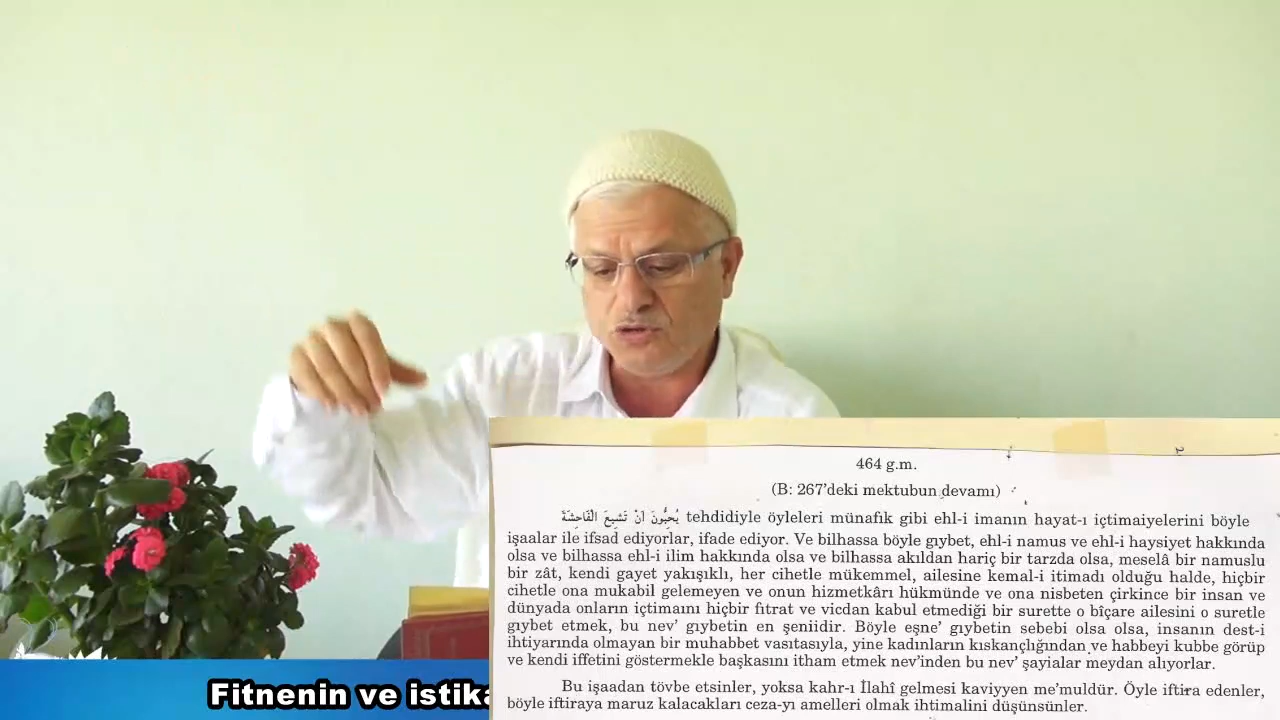 464 g.m.
(B: 267'deki mektubun devamı)
يُحِبُّونَ اَنْ تَشِيعَ الْفَاحِشَةُ tehdidiyle öyleleri münafık gibi ehl-i imanın hayat-ı içtimaiyelerini böyle
işaalar ile ifsad ediyorlar, ifade ediyor. Ve bilhassa böyle gıybet, ehl-i namus ve ehl-i haysiyet hakkında
olsa ve bilhassa ehl-i ilim hakkında olsa ve bilhassa akıldan hariç bir tarzda olsa, meselâ bir namuslu
bir zât, kendi gayet yakışıklı, her cihetle mükemmel, ailesine kemal-i itimadı olduğu halde, hiçbir
cihetle ona mukabil gelemeyen ve onun hizmetkârı hükmünde ve ona nisbeten çirkince bir insan ve
dünyada onların içtimaını hiçbir fıtrat ve vicdan kabul etmediği bir surette o bîçare ailesini o suretle
gıybet etmek, bu nev' gıybetin en şeniidir. Böyle eşne' gıybetin sebebi olsa olsa, insanın dest-i
ihtiyarında olmayan bir muhabbet vasıtasıyla, yine kadınların kıskançlığından ve habbeyi kubbe görüp
ve kendi iffetini göstermekle başkasını itham etmek nev'inden bu nev' şayialar meydan alıyorlar.
Bu işaadan tövbe etsinler, yoksa kahr-ı İlahî gelmesi kaviyyen me'muldür. Öyle iftira edenler,
böyle iftiraya maruz kalacakları ceza-yı amelleri olmak ihtimalini düşünsünler.
Fitnenin ve istika